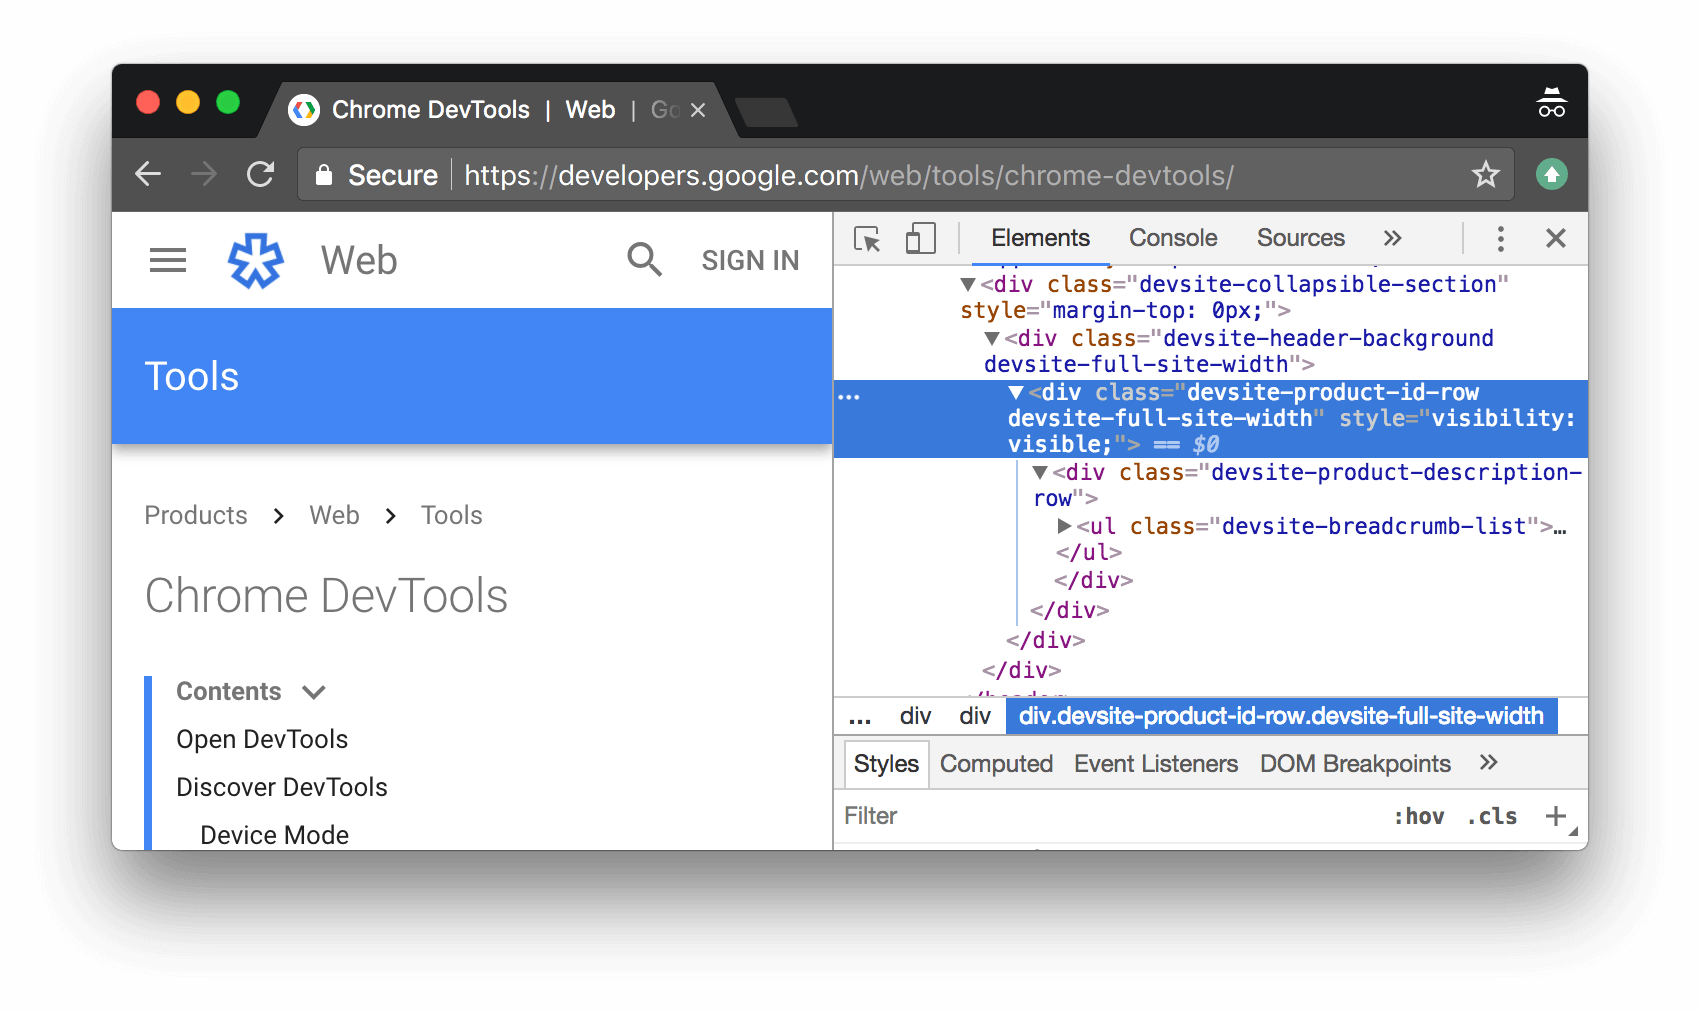 Chrome DevTools | Web | Go
Secure https://developers.google.com/web/tools/chrome-devtools/
Web SIGN IN
Tools
Products Web Tools
Chrome DevTools
Contents
Open DevTools
Discover DevTools
Device Mode
Elements Console Sources »
<div class="devsite-collapsible-section"
style="margin-top: 0px;">
<div class="devsite-header-background
devsite-full-site-width">
… <div class="devsite-product-id-row
devsite-full-site-width" style="visibility:
visible;"> == $0
<div class="devsite-product-description-
row">
<ul class="devsite-breadcrumb-list">…
</ul>
</div>
</div>
</div>
</div>
… div div div.devsite-product-id-row.devsite-full-site-width
Styles Computed Event Listeners DOM Breakpoints »
Filter :hov .cls +